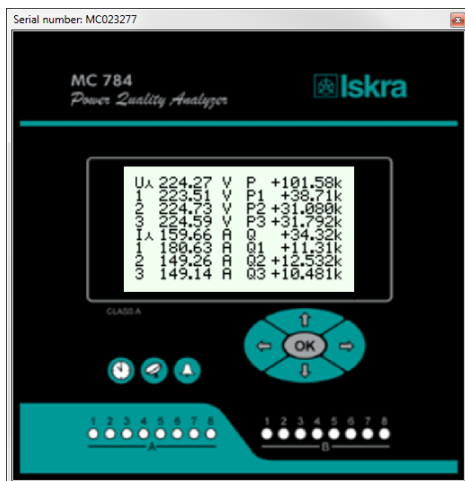 Serial number: MC023277
MC 784
Power Quality Analyzer
Iskra
U⅄ 224.27 V P +101.58k
1 223.51 V P1 +38.71k
2 224.73 V P2 +31.080k
3 224.59 V P3 +31.792k
I⅄ 159.66 A Q +34.32k
1 180.63 A Q1 +11.31k
2 149.26 A Q2 +12.532k
3 149.14 A Q3 +10.481k
CLASS A
OK
1 2 3 4 5 6 7 8
A
1 2 3 4 5 6 7 8
B